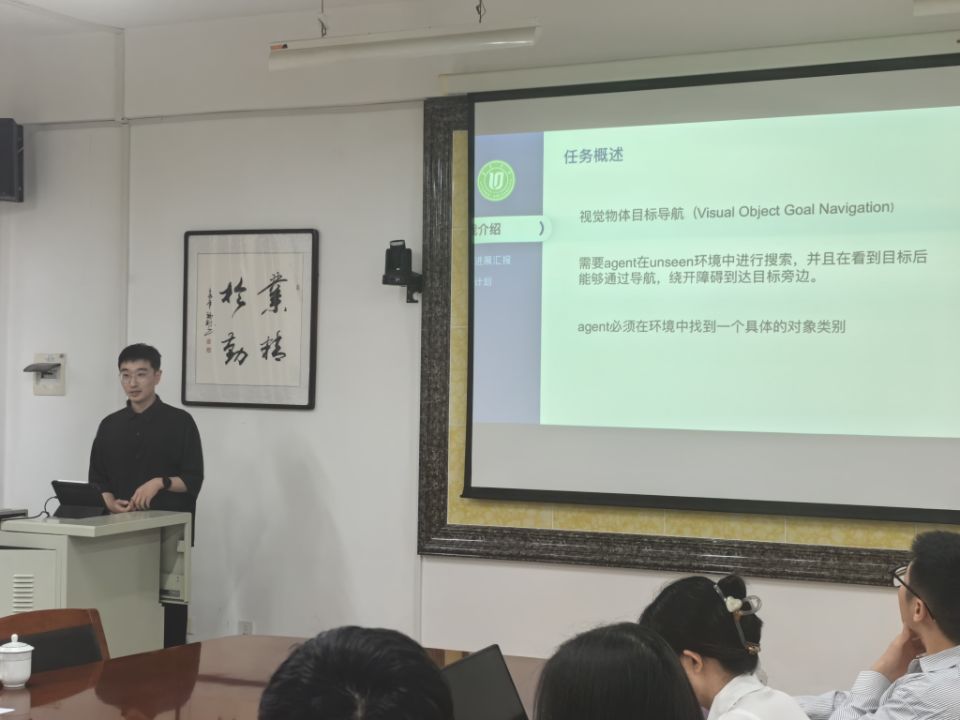 任务概述
视觉物体目标导航（Visual Object Goal Navigation）
需要agent在unseen环境中进行搜索，并且在看到目标后
能够通过导航，绕开障碍到达目标旁边。
agent必须在环境中找到一个具体的对象类别
介绍
进展汇报
计划
業精
於勤